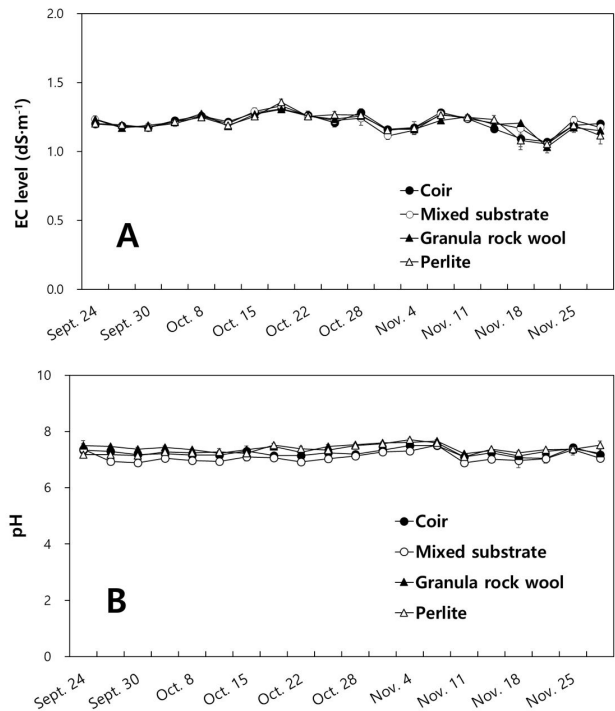 2.0
1.5
1.0
0.5
0.0
EC level (dS·m-1)
A
Coir
Mixed substrate
Granula rock wool
Perlite
Sept. 24
Sept. 30
Oct. 8
Oct. 15
Oct. 22
Oct. 28
Nov. 4
Nov. 11
Nov. 18
Nov. 25
10
8
6
4
2
0
pH
B
Coir
Mixed substrate
Granula rock wool
Perlite
Sept. 24
Sept. 30
Oct. 8
Oct. 15
Oct. 22
Oct. 28
Nov. 4
Nov. 11
Nov. 18
Nov. 25